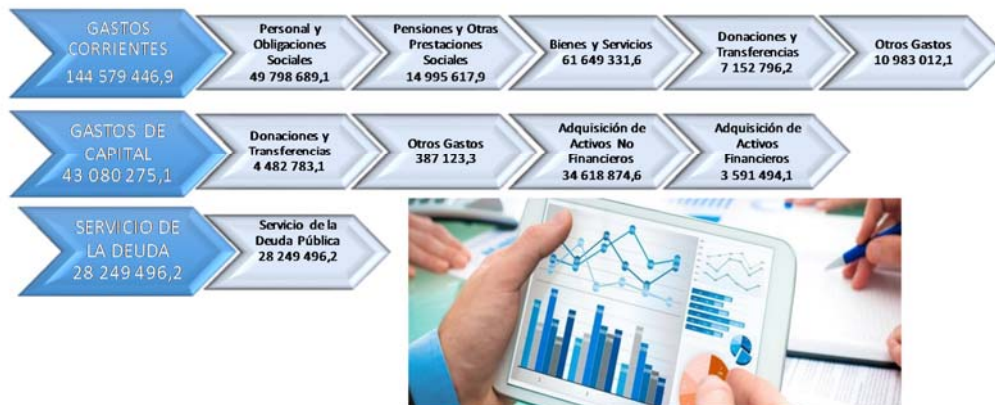 GASTOS
CORRIENTES
144 579 446,9
Personal y
Obligaciones
Sociales
49 798 689,1
Pensiones y Otras
Prestaciones
Sociales
14 995 617,9
Bienes y Servicios
61 649 331,6
Donaciones y
Transferencias
7 152 796,2
Otros Gastos
10 983 012,1
GASTOS DE
CAPITAL
43 080 275,1
Donaciones y
Transferencias
4 482 783,1
Otros Gastos
387 123,3
Adquisición de
Activos No
Financieros
34 618 874,6
Adquisición de
Activos
Financieros
3 591 494,1
SERVICIO DE
LA DEUDA
28 249 496,2
Servicio de la
Deuda Pública
28 249 496,2